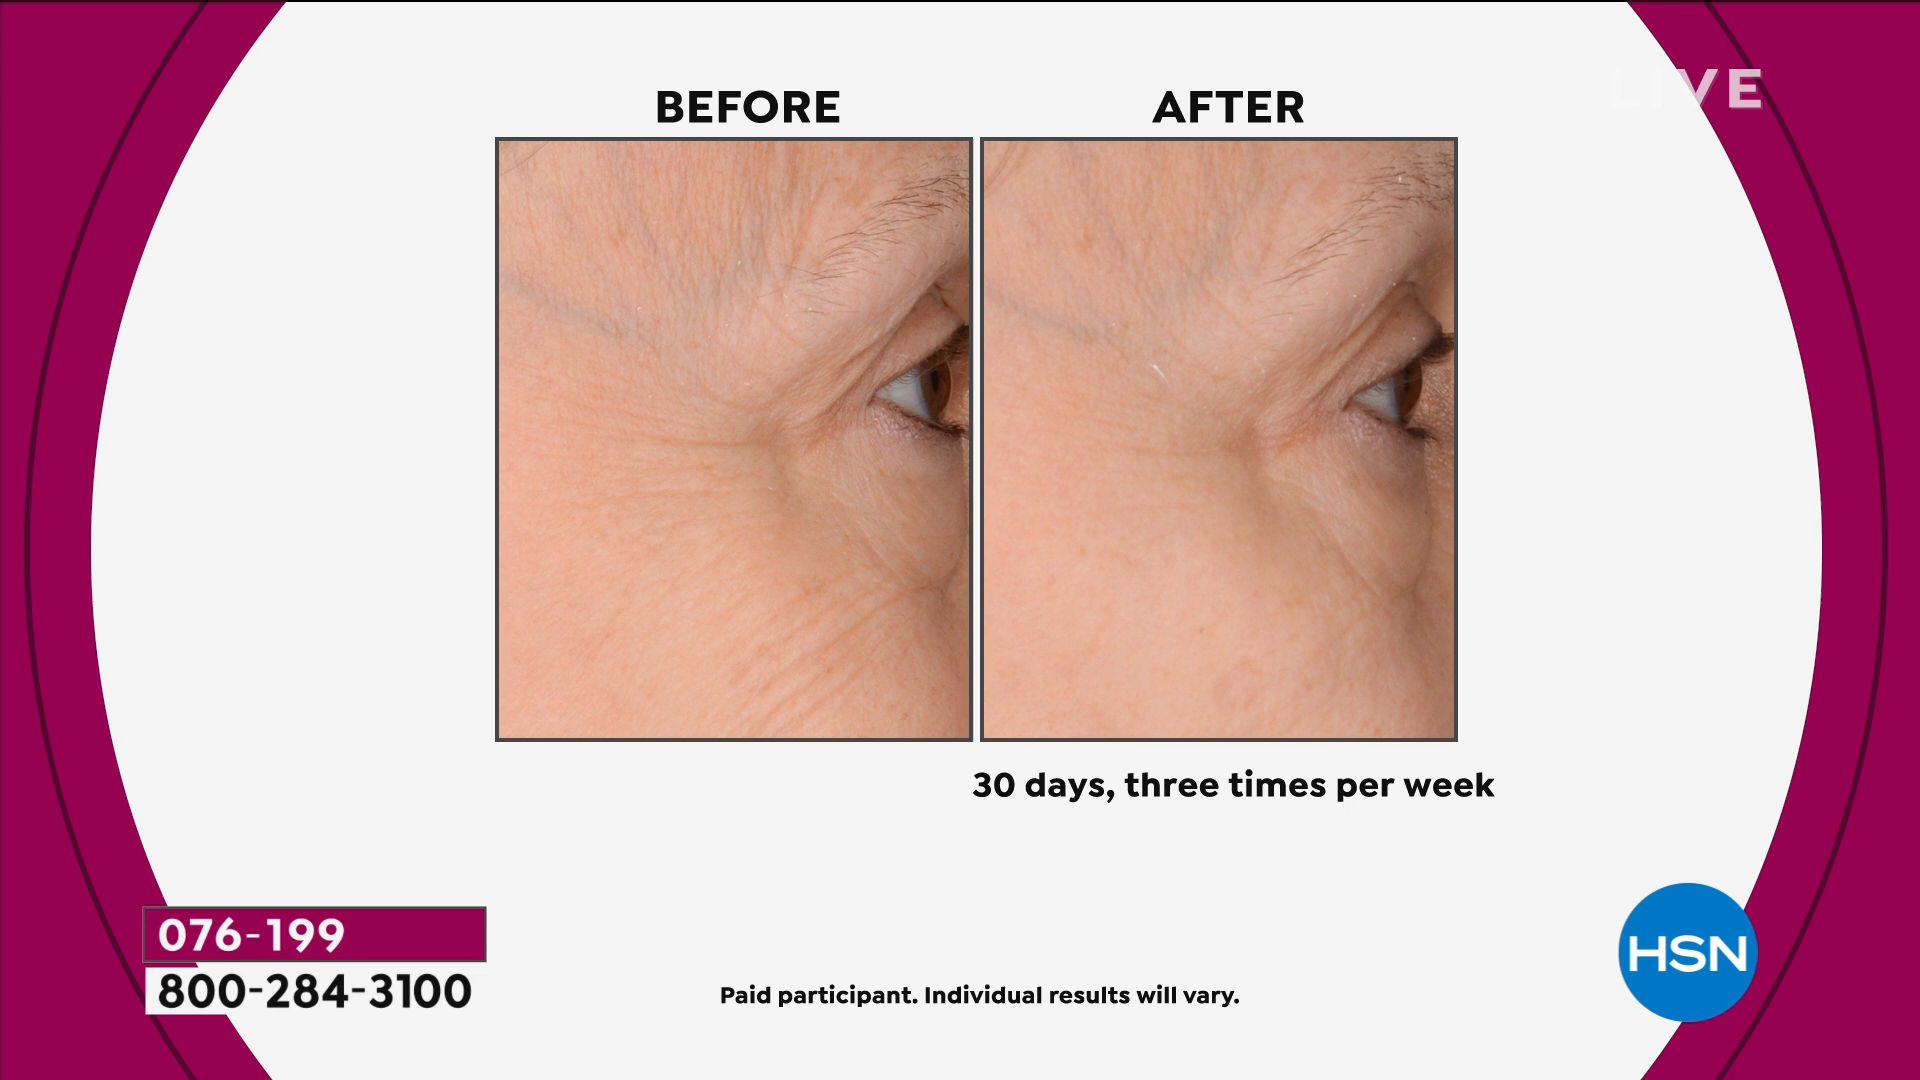 LIVE
BEFORE
AFTER
30 days, three times per week
076-199
800-284-3100
Paid participant. Individual results will vary.
HSN